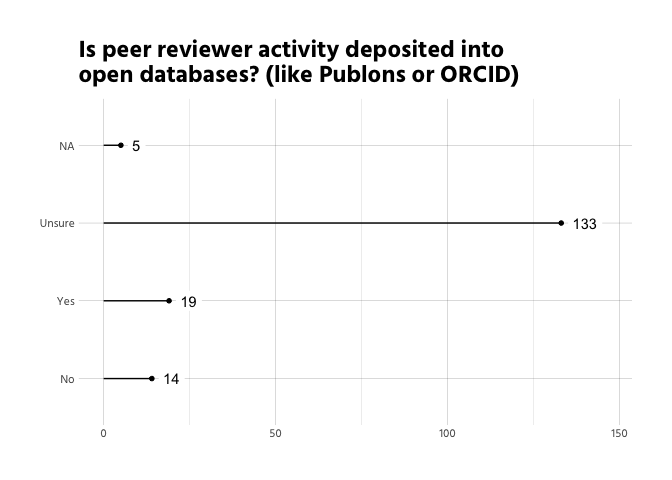 Is peer reviewer activity deposited into
open databases? (like Publons or ORCID)
NA 5
Unsure 133
Yes 19
No 14
0 50 100 150